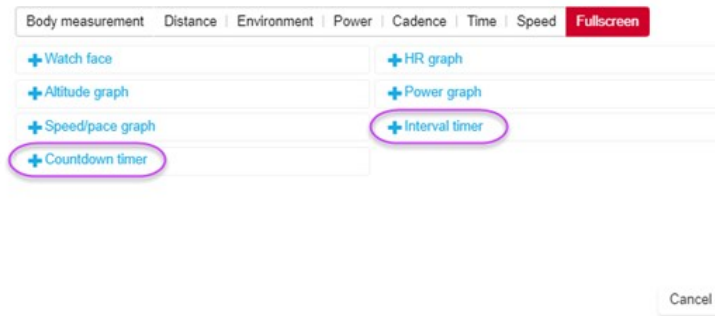 Body measurement Distance Environment Power Cadence Time Speed Fullscreen
Watch face HR graph
Altitude graph Power graph
Speed/pace graph Interval timer
Countdown timer
Cancel